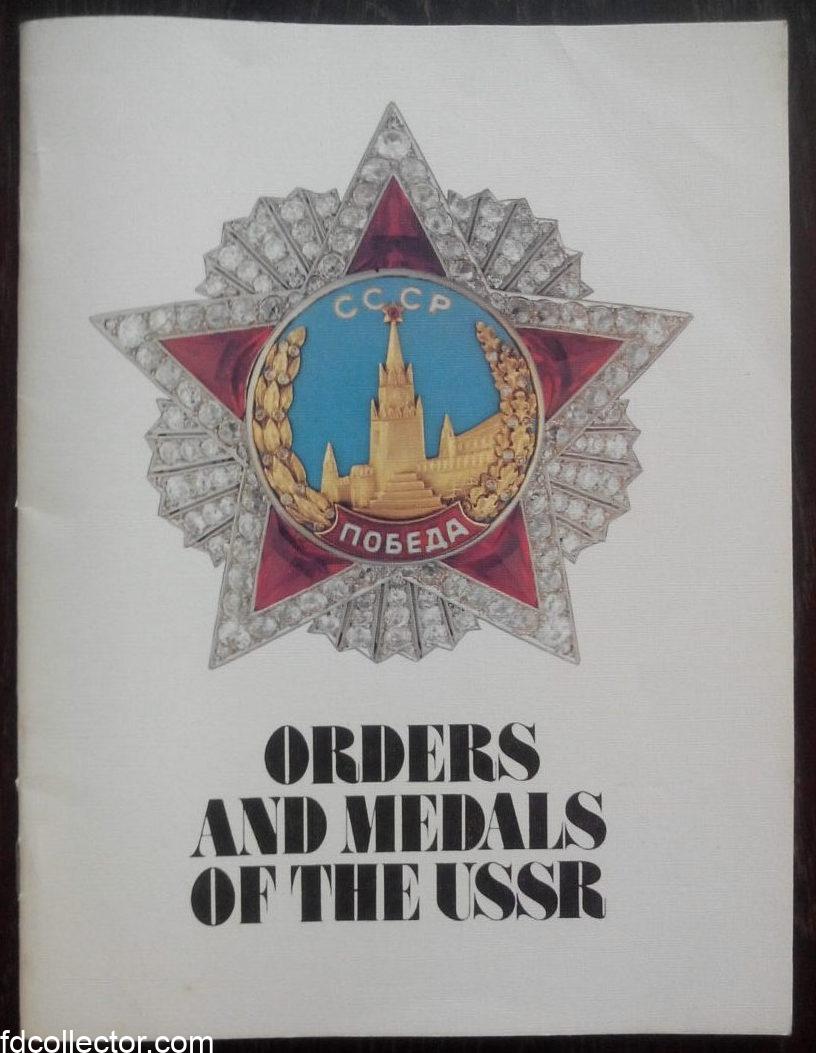 СССР
ПОБЕДА
ORDERS
AND MEDALS
OF THE USSR
fdcollector.com